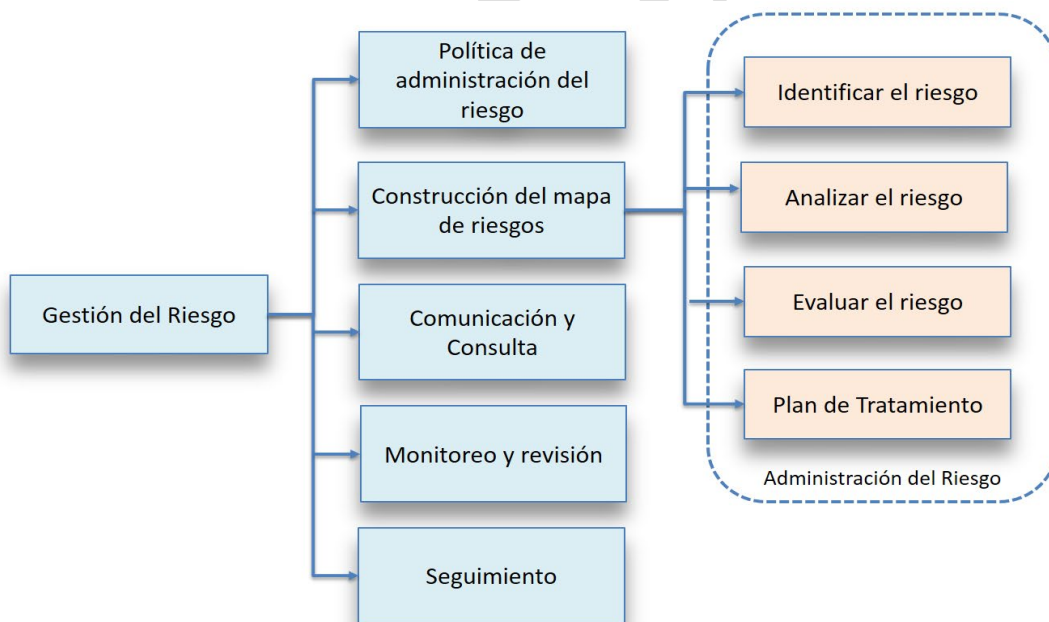 Gestión del Riesgo
Política de
administración del
riesgo
Construcción del mapa
de riesgos
Comunicación y
Consulta
Monitoreo y revisión
Seguimiento
Identificar el riesgo
Analizar el riesgo
Evaluar el riesgo
Plan de Tratamiento
Administración del Riesgo